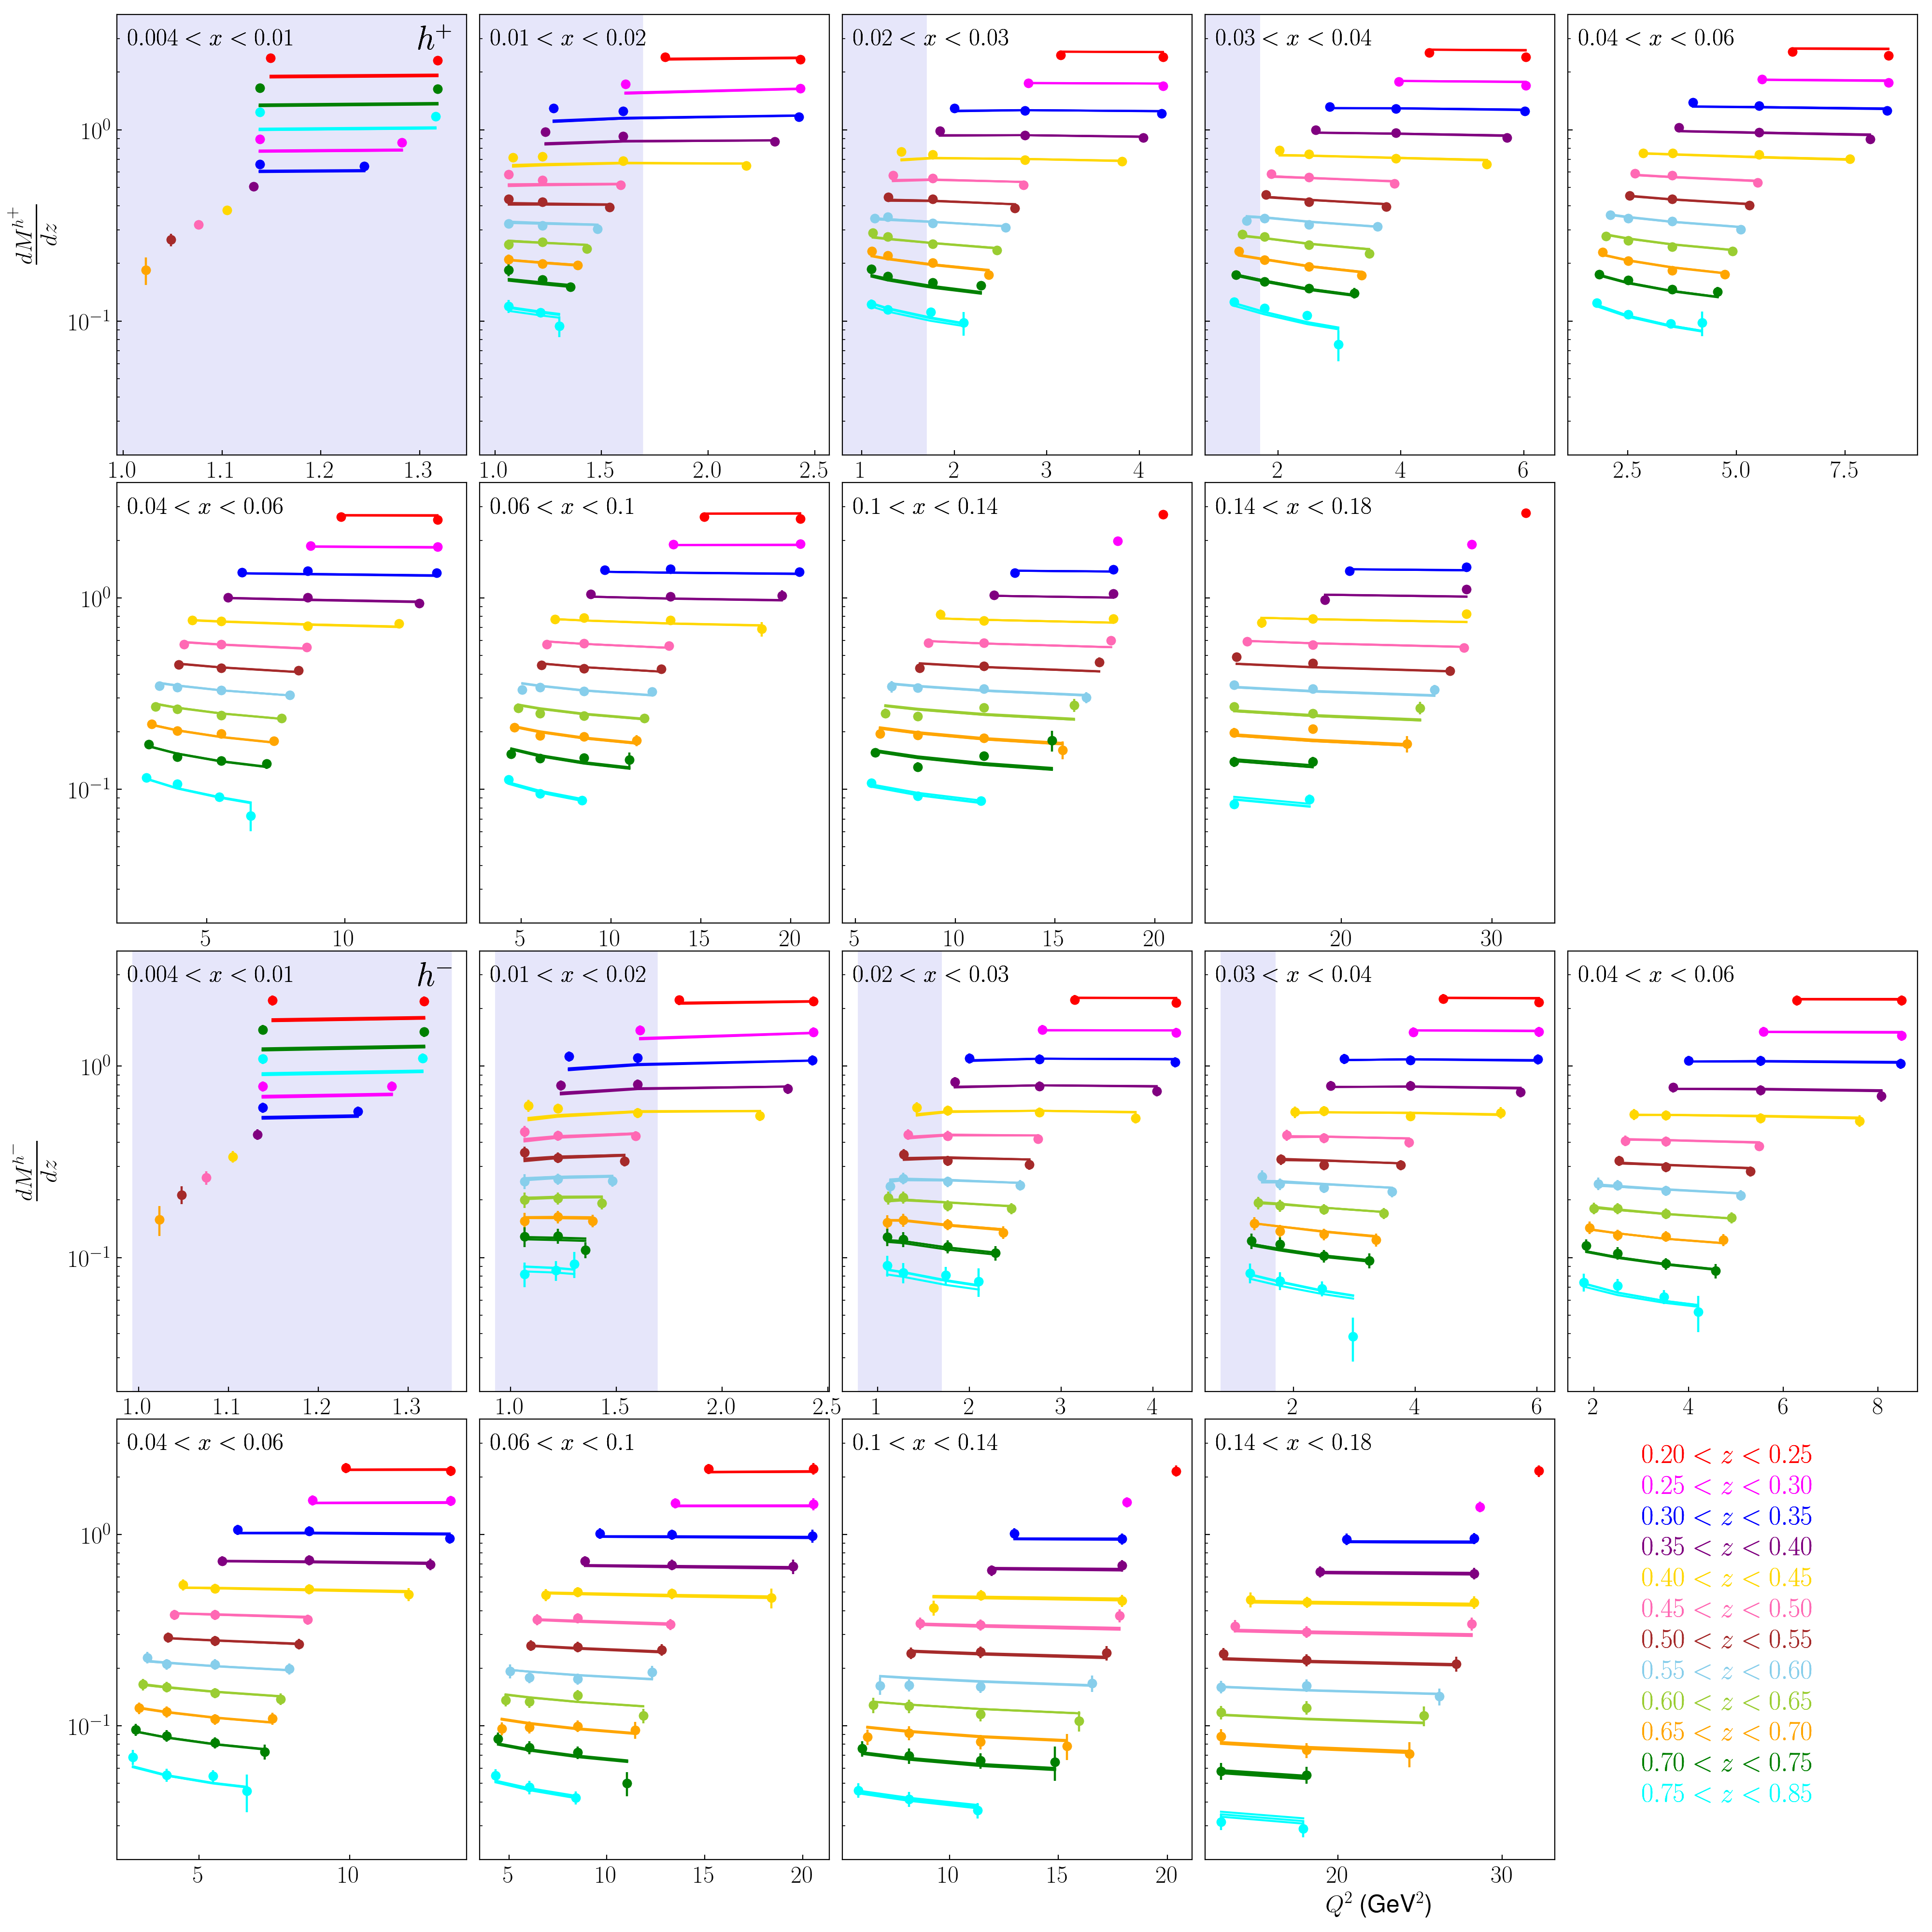 0.004 < x < 0.01 h⁺ 0.01 < x < 0.02 0.02 < x < 0.03 0.03 < x < 0.04 0.04 < x < 0.06
10⁰
dM^{h⁺}/dz
10⁻¹
1.0 1.1 1.2 1.3 1.0 1.5 2.0 2.5 1 2 3 4 2 4 6 2.5 5.0 7.5
0.04 < x < 0.06 0.06 < x < 0.1 0.1 < x < 0.14 0.14 < x < 0.18
10⁰
10⁻¹
5 10 5 10 15 20 5 10 15 20 20 30
0.004 < x < 0.01 h⁻ 0.01 < x < 0.02 0.02 < x < 0.03 0.03 < x < 0.04 0.04 < x < 0.06
10⁰
dM^{h⁻}/dz
10⁻¹
1.0 1.1 1.2 1.3 1.0 1.5 2.0 2.5 1 2 3 4 2 4 6 2 4 6 8
0.04 < x < 0.06 0.06 < x < 0.1 0.1 < x < 0.14 0.14 < x < 0.18
10⁰
10⁻¹
5 10 5 10 15 20 10 15 20 20 30
Q² (GeV²)
0.20 < z < 0.25
0.25 < z < 0.30
0.30 < z < 0.35
0.35 < z < 0.40
0.40 < z < 0.45
0.45 < z < 0.50
0.50 < z < 0.55
0.55 < z < 0.60
0.60 < z < 0.65
0.65 < z < 0.70
0.70 < z < 0.75
0.75 < z < 0.85